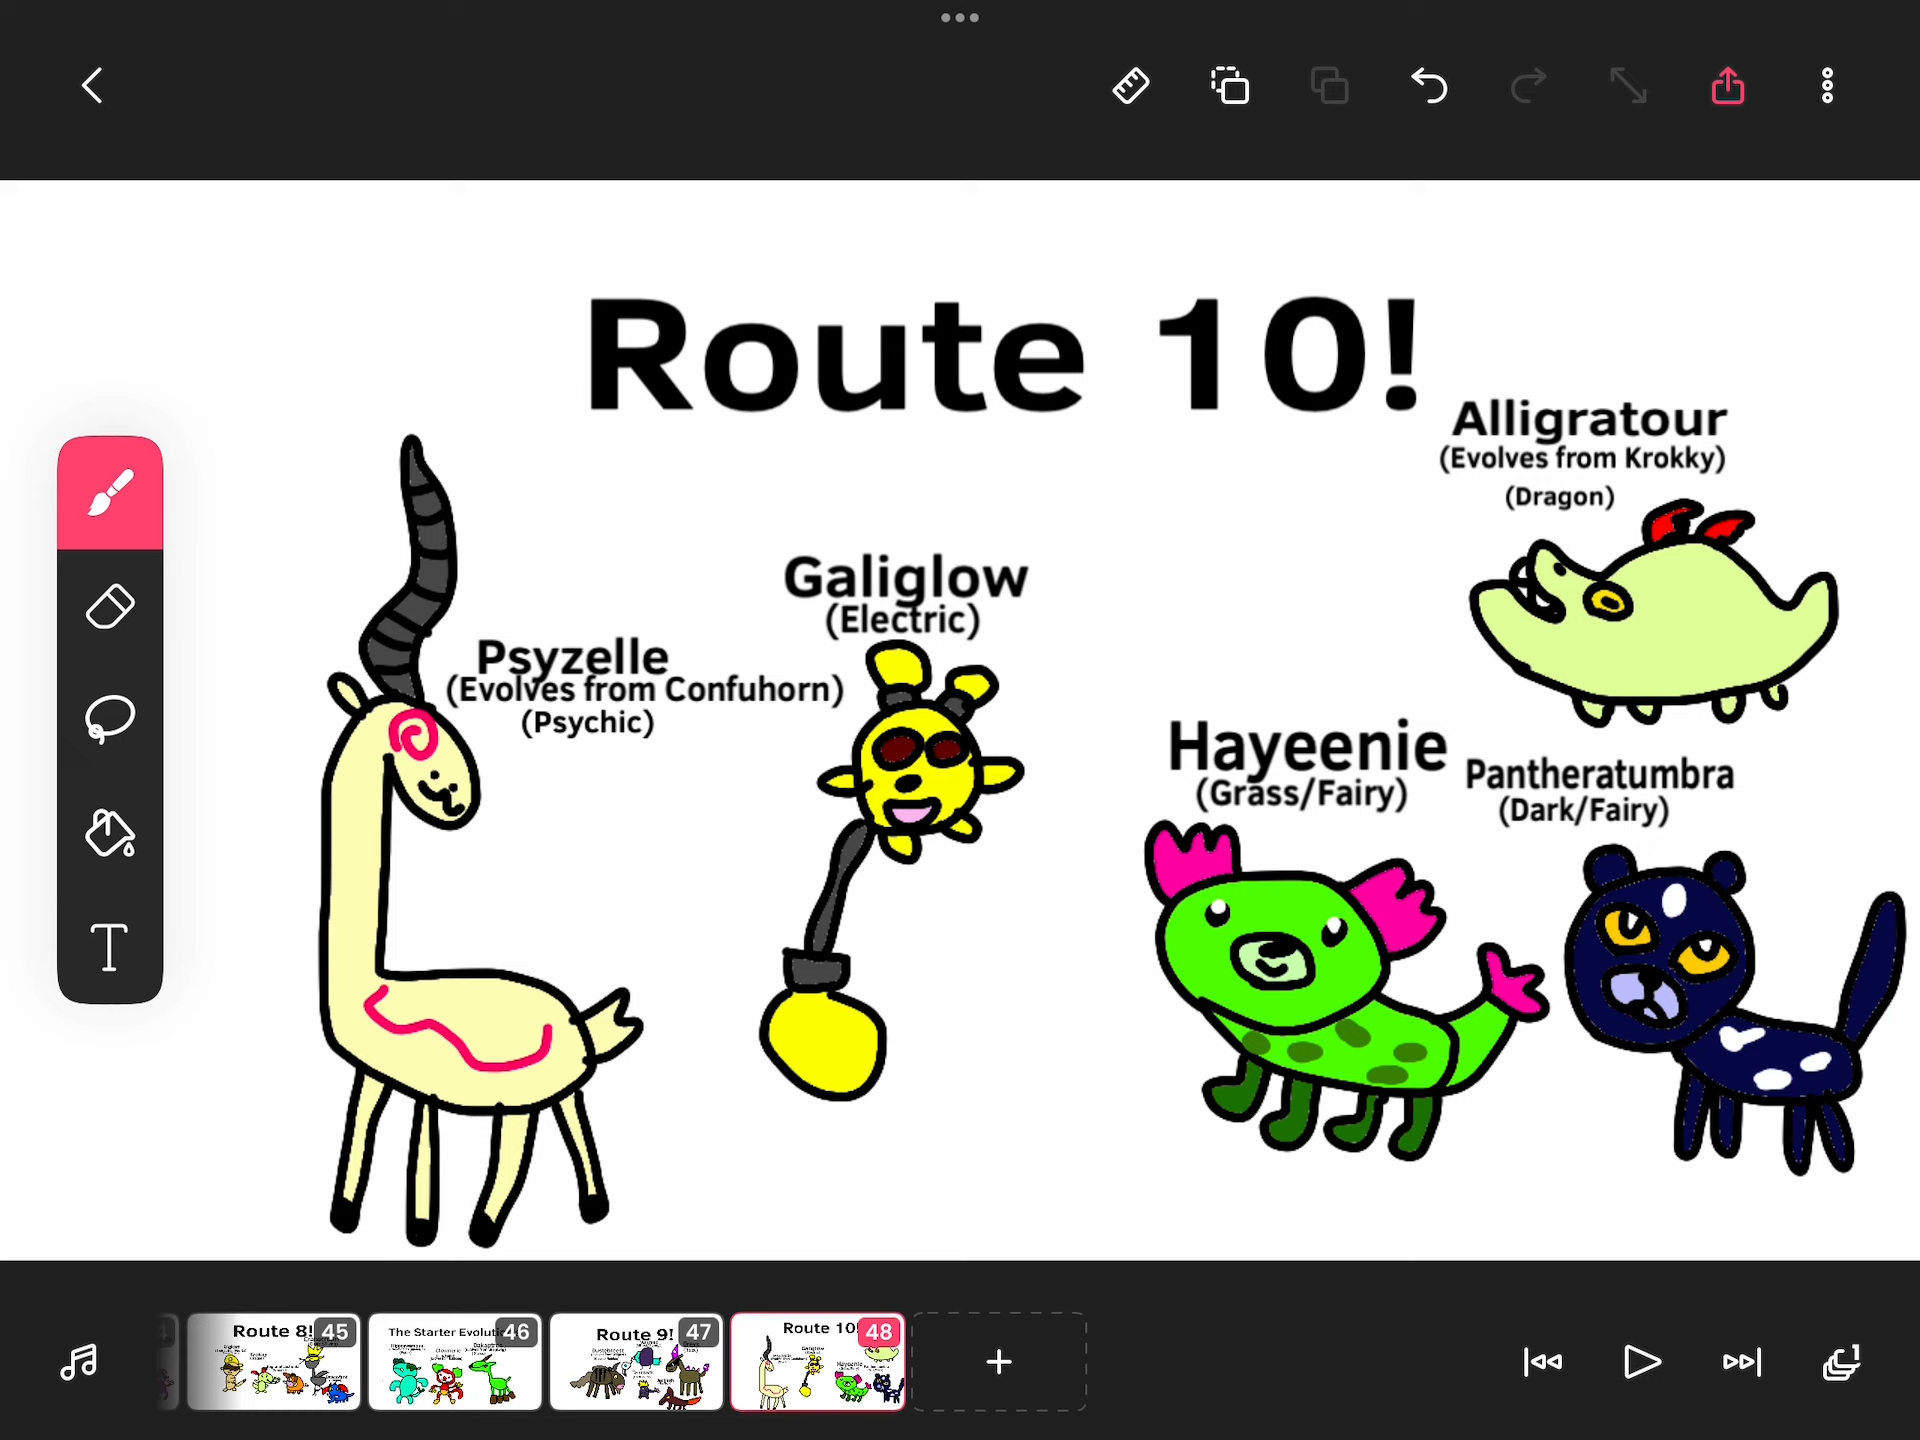 Route 10!
Alligratour
(Evolves from Krokky)
(Dragon)
Galiglow
(Electric)
Psyzelle
(Evolves from Confuhorn)
(Psychic)
Hayeenie
(Grass/Fairy)
Pantheratumbra
(Dark/Fairy)
Route 8!
45
The Starter Evoluti
46
Route 9!
47
Route 10!
48